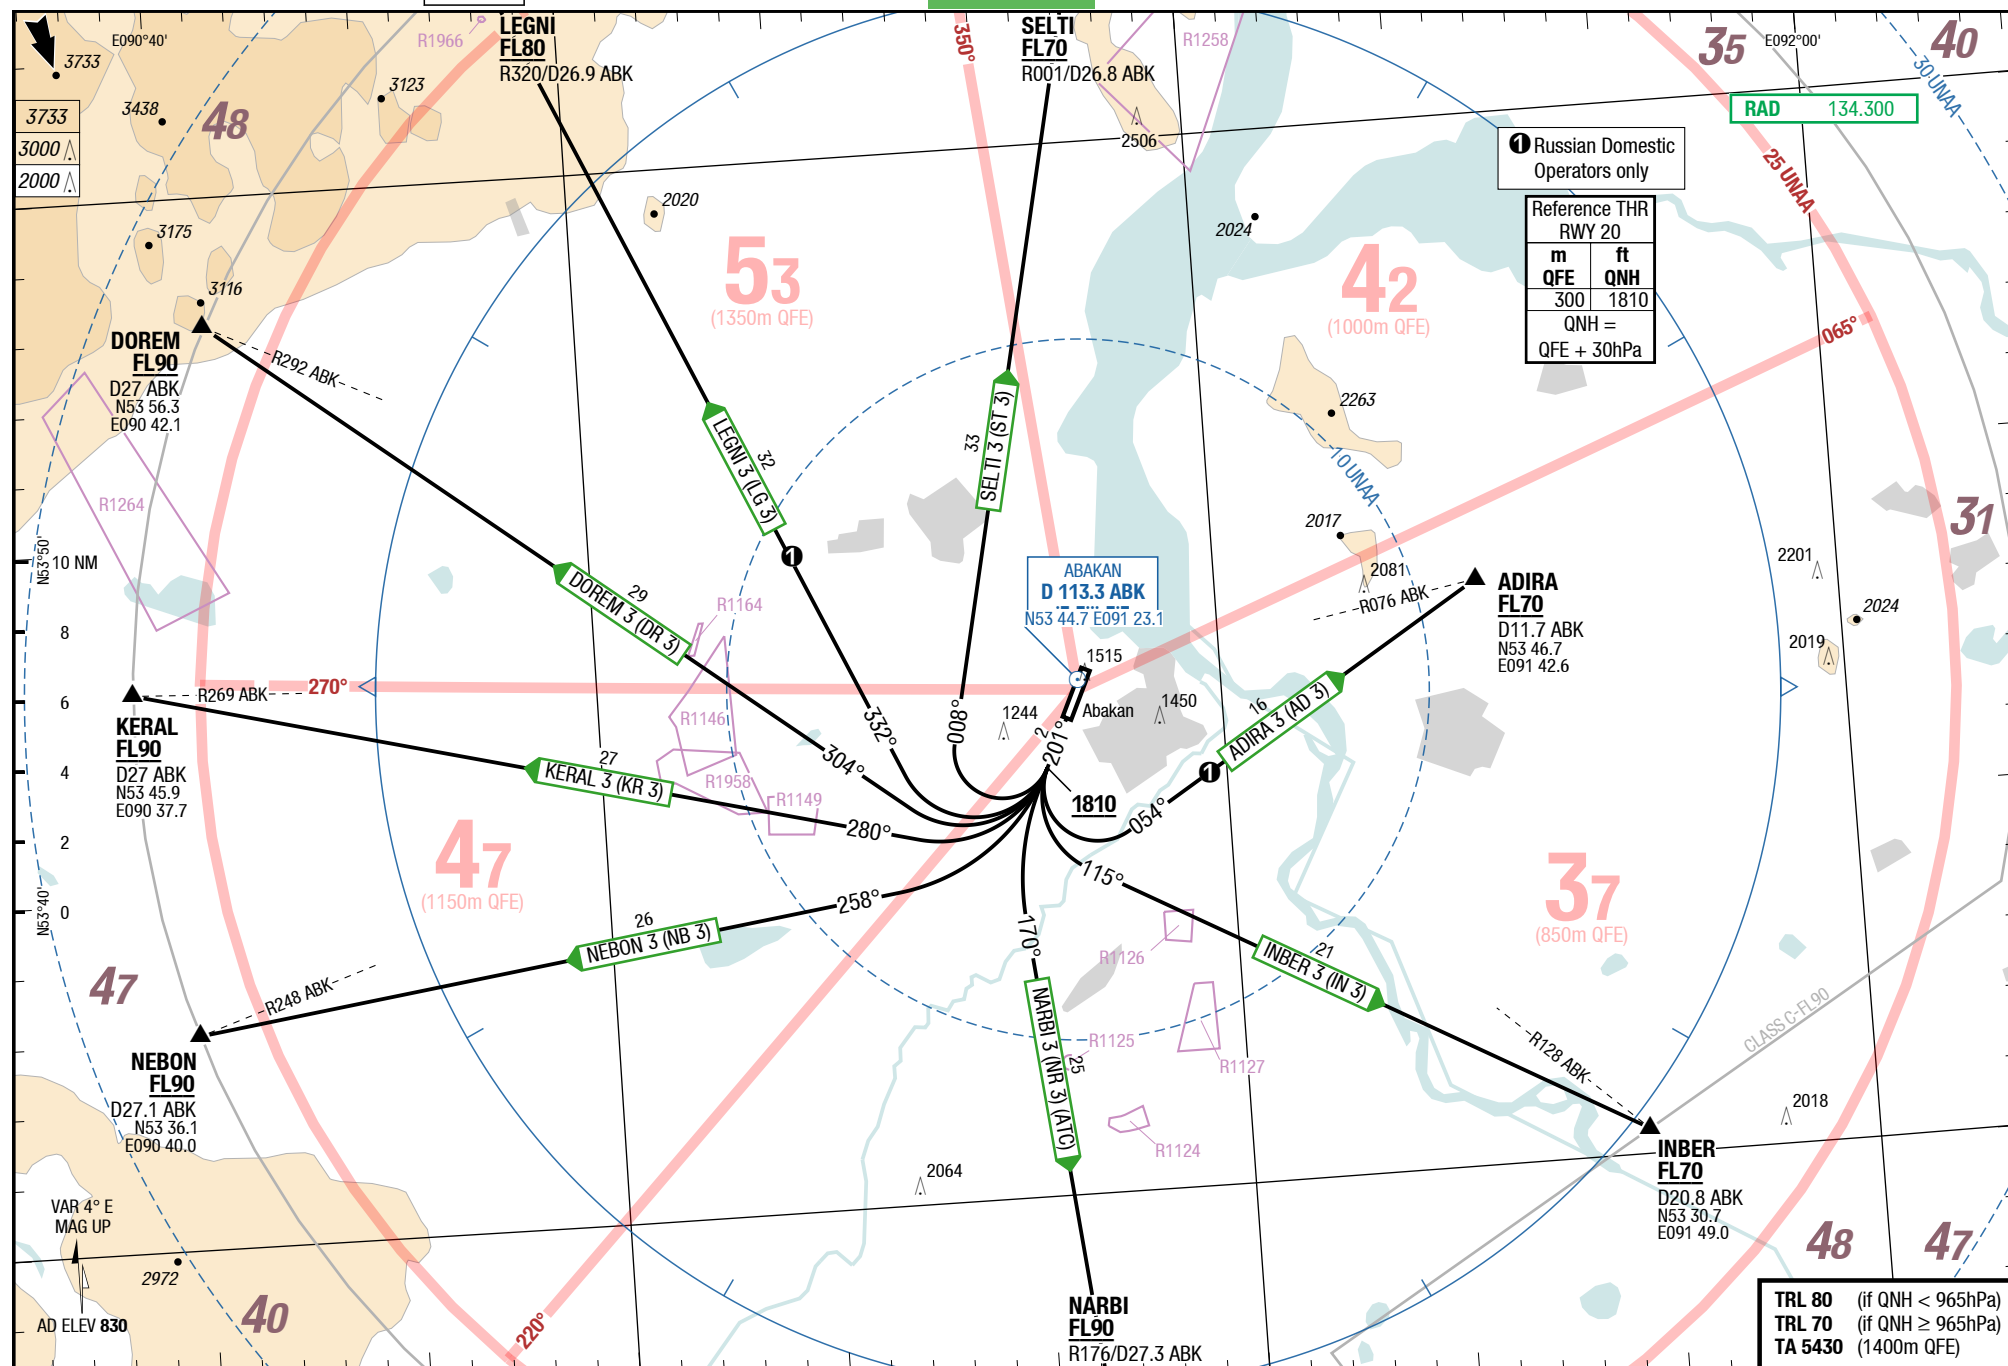 LEGNI
FL80
R320/D26.9 ABK
SELTI
FL70
R001/D26.8 ABK
E090°40'
E092°00'
R1966
R1258
350°
35
40
30 UNAA
25 UNAA
3733
3438
3123
48
3733
3000
2000
RAD 134.300
2506
1 Russian Domestic
Operators only
2020
2024
3175
3116
Reference THR
RWY 20
m ft
QFE QNH
300 1810
QNH =
QFE + 30hPa
53
(1350m QFE)
42
(1000m QFE)
065°
DOREM
FL90
D27 ABK
N53 56.3
E090 42.1
R292 ABK
33
SELTI 3 (ST 3)
32
LEGNI 3 (LG 3)
2263
10 UNAA
R1264
2017
31
N53°50'
10 NM
8
6
4
2
0
N53°40'
1
29
DOREM 3 (DR 3)
R1164
ABAKAN
D 113.3 ABK
N53 44.7 E091 23.1
2081
R076 ABK
ADIRA
FL70
D11.7 ABK
N53 46.7
E091 42.6
2201
2024
2019
1515
R269 ABK
270°
KERAL
FL90
D27 ABK
N53 45.9
E090 37.7
R1146
332°
008°
1244
2
201°
Abakan
1450
16
ADIRA 3 (AD 3)
1
27
KERAL 3 (KR 3)
304°
R1958
R1149
1810
054°
280°
47
(1150m QFE)
115°
37
(850m QFE)
258°
26
NEBON 3 (NB 3)
170°
R1126
21
INBER 3 (IN 3)
47
R248 ABK
NEBON
FL90
D27.1 ABK
N53 36.1
E090 40.0
NARBI 3 (NR 3) (ATC)
25
R1125
R1127
R1124
R128 ABK
CLASS C-FL90
2018
2064
INBER
FL70
D20.8 ABK
N53 30.7
E091 49.0
VAR 4° E
MAG UP
2972
AD ELEV 830
40
220°
NARBI
FL90
R176/D27.3 ABK
48
47
TRL 80 (if QNH < 965hPa)
TRL 70 (if QNH ≥ 965hPa)
TA 5430 (1400m QFE)